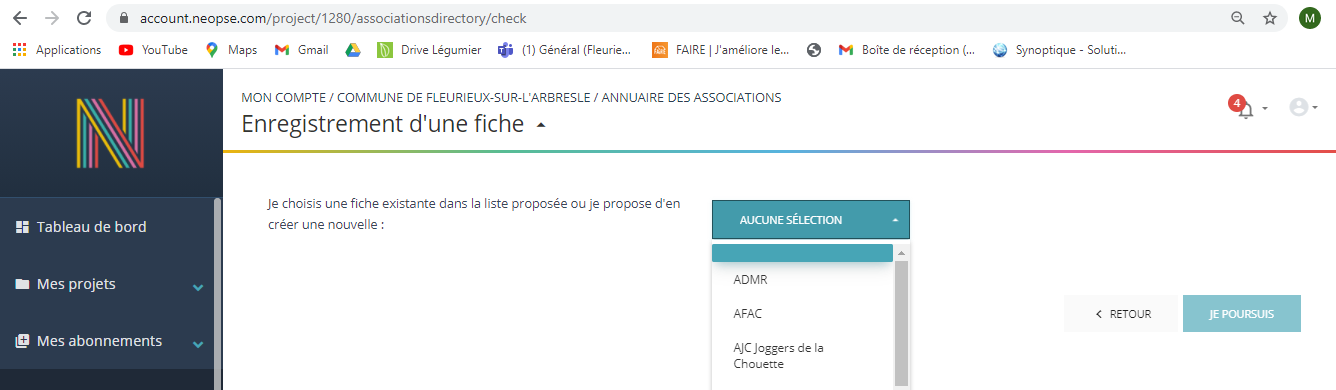 account.neopse.com/project/1280/associationsdirectory/check
M
Applications YouTube Maps Gmail Drive Légumier (1) Général (Fleurie... FAIRE | J'améliore le... Boîte de réception (... Synoptique - Soluti...
MON COMPTE / COMMUNE DE FLEURIEUX-SUR-L'ARBRESLE / ANNUAIRE DES ASSOCIATIONS
Enregistrement d'une fiche
4
Tableau de bord
Mes projets
Mes abonnements
Je choisis une fiche existante dans la liste proposée ou je propose d'en
créer une nouvelle :
AUCUNE SÉLECTION
ADMR
AFAC
AJC Joggers de la
Chouette
RETOUR
JE POURSUIS